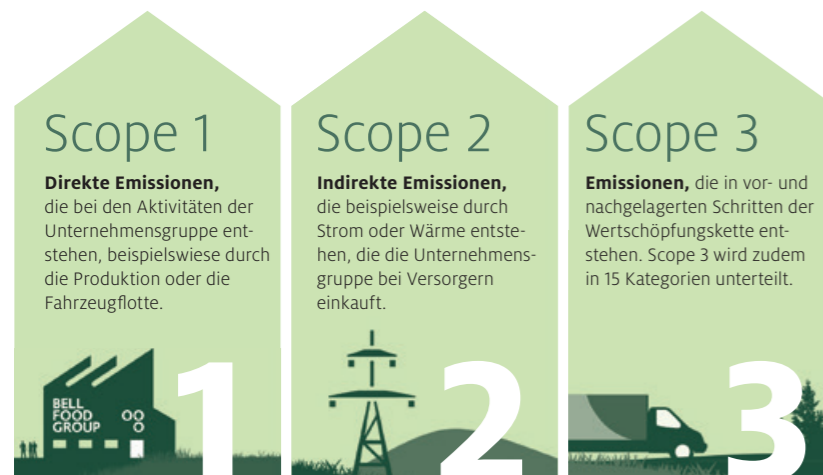 Scope 1
Direkte Emissionen,
die bei den Aktivitäten der
Unternehmensgruppe ent-
stehen, beispielswiese durch
die Produktion oder die
Fahrzeugflotte.
BELL
FOOD
GROUP
1
Scope 2
Indirekte Emissionen,
die beispielsweise durch
Strom oder Wärme entste-
hen, die die Unternehmens-
gruppe bei Versorgern
einkauft.
2
Scope 3
Emissionen, die in vor- und
nachgelagerten Schritten der
Wertschöpfungskette ent-
stehen. Scope 3 wird zudem
in 15 Kategorien unterteilt.
3